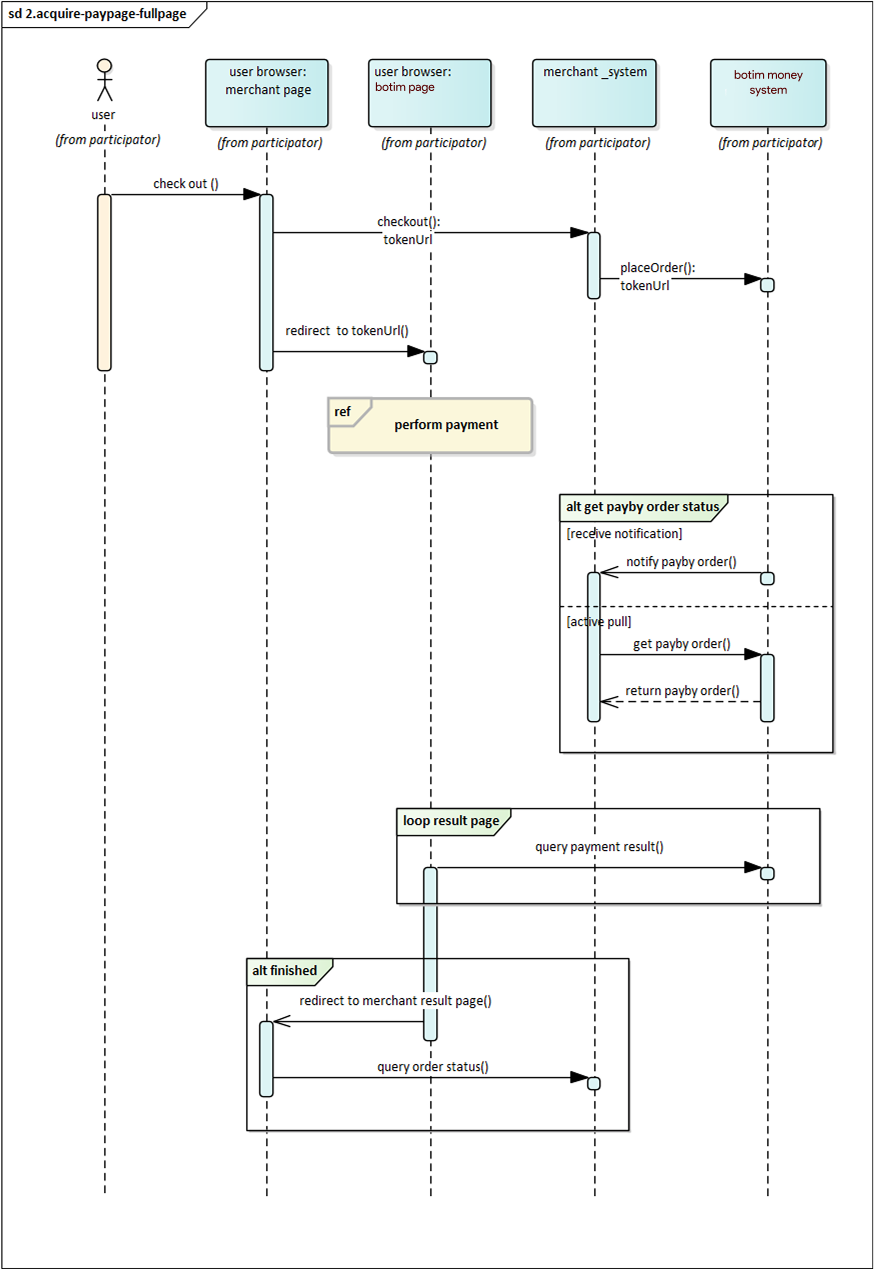 sd 2.acquire-paypage-fullpage
user
(from participator)
user browser:
merchant page
(from participator)
user browser:
botim page
(from participator)
merchant _system
(from participator)
botim money
system
(from participator)
check out ()
checkout():
tokenUrl
placeOrder():
tokenUrl
redirect  to tokenUrl()
ref
perform payment
alt get payby order status
[receive notification]
notify payby order()
[active pull]
get payby order()
return payby order()
loop result page
query payment result()
alt finished
redirect to merchant result page()
query order status()